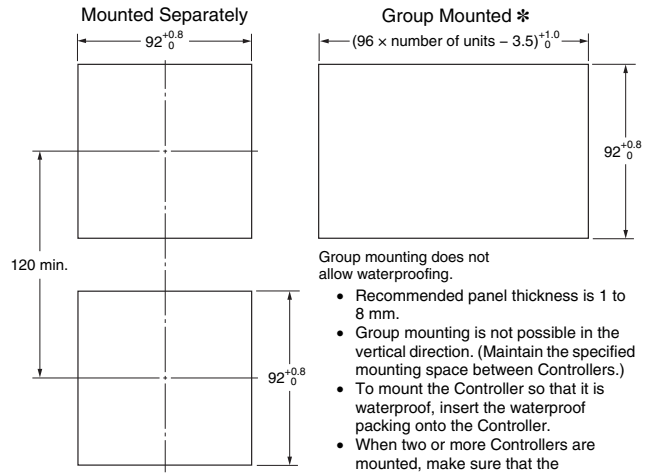 Mounted Separately
92 +0.8 0
120 min.
92 +0.8 0
Group Mounted *
(96 × number of units − 3.5) +1.0 0
92 +0.8 0
Group mounting does not
allow waterproofing.
• Recommended panel thickness is 1 to
8 mm.
• Group mounting is not possible in the
vertical direction. (Maintain the specified
mounting space between Controllers.)
• To mount the Controller so that it is
waterproof, insert the waterproof
packing onto the Controller.
• When two or more Controllers are
mounted, make sure that the